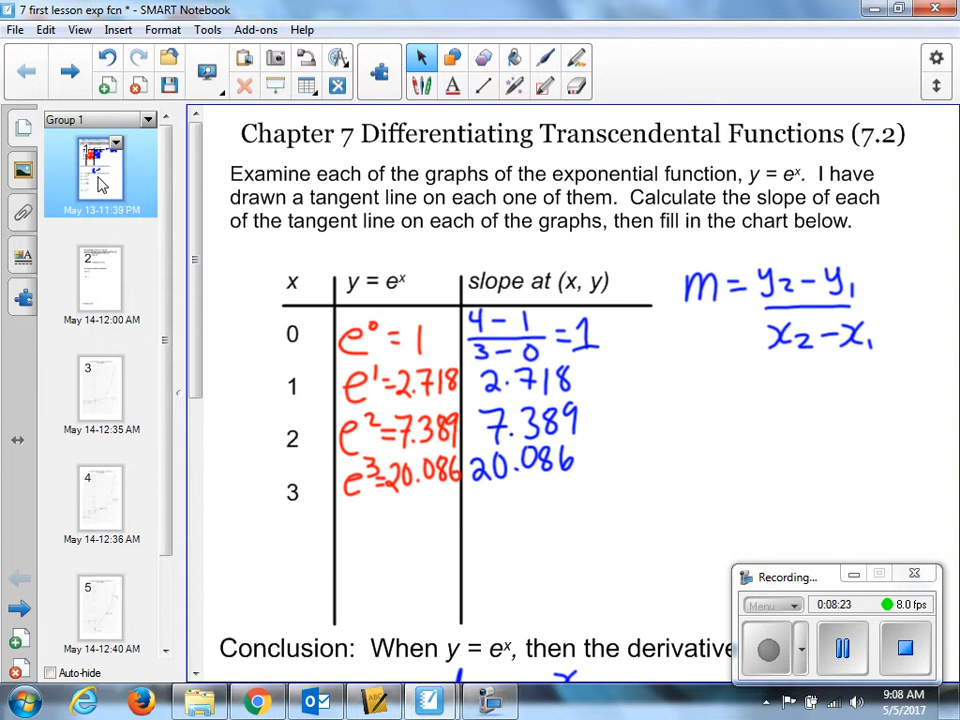 7 first lesson exp fcn * - SMART Notebook
File Edit View Insert Format Tools Add-ons Help
Group 1
1
May 13-11:39 PM
2
May 14-12:00 AM
3
May 14-12:35 AM
4
May 14-12:36 AM
5
May 14-12:40 AM
Auto-hide
Chapter 7 Differentiating Transcendental Functions (7.2)
Examine each of the graphs of the exponential function, y = eˣ. I have
drawn a tangent line on each one of them. Calculate the slope of each
of the tangent line on each of the graphs, then fill in the chart below.
x y = eˣ slope at (x, y)
m = (y₂ - y₁)/(x₂ - x₁)
0 e⁰ = 1 (4 - 1)/(3 - 0) = 1
1 e¹ = 2.718 2.718
2 e² = 7.389 7.389
3 e³ = 20.086 20.086
Conclusion: When y = eˣ, then the derivative
Recording...
Menu 0:08:23 8.0 fps
9:08 AM
5/5/2017